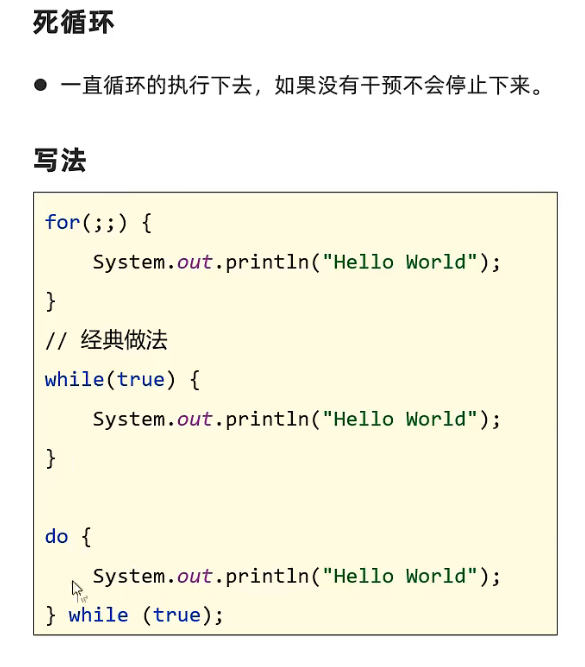 死循环
● 一直循环的执行下去，如果没有干预不会停止下来。
写法
for(;;) {
    System.out.println("Hello World");
}
// 经典做法
while(true) {
    System.out.println("Hello World");
}
do {
    System.out.println("Hello World");
} while (true);